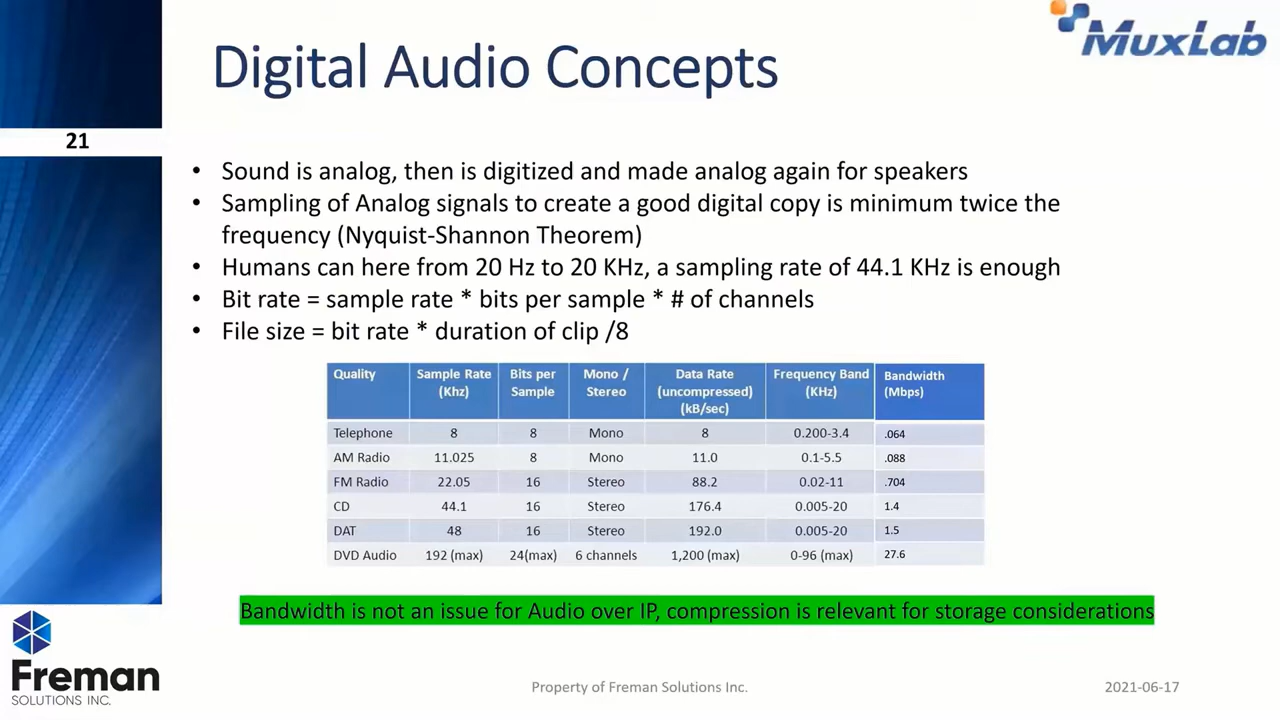 MuxLab
Digital Audio Concepts
21
• Sound is analog, then is digitized and made analog again for speakers
• Sampling of Analog signals to create a good digital copy is minimum twice the
frequency (Nyquist-Shannon Theorem)
• Humans can here from 20 Hz to 20 KHz, a sampling rate of 44.1 KHz is enough
• Bit rate = sample rate * bits per sample * # of channels
• File size = bit rate * duration of clip /8
Quality Sample Rate (Khz) Bits per Sample Mono / Stereo Data Rate (uncompressed) (kB/sec) Frequency Band (KHz) Bandwidth (Mbps)
Telephone 8 8 Mono 8 0.200-3.4 .064
AM Radio 11.025 8 Mono 11.0 0.1-5.5 .088
FM Radio 22.05 16 Stereo 88.2 0.02-11 .704
CD 44.1 16 Stereo 176.4 0.005-20 1.4
DAT 48 16 Stereo 192.0 0.005-20 1.5
DVD Audio 192 (max) 24(max) 6 channels 1,200 (max) 0-96 (max) 27.6
Bandwidth is not an issue for Audio over IP, compression is relevant for storage considerations
Freman
SOLUTIONS INC.
Property of Freman Solutions Inc.
2021-06-17